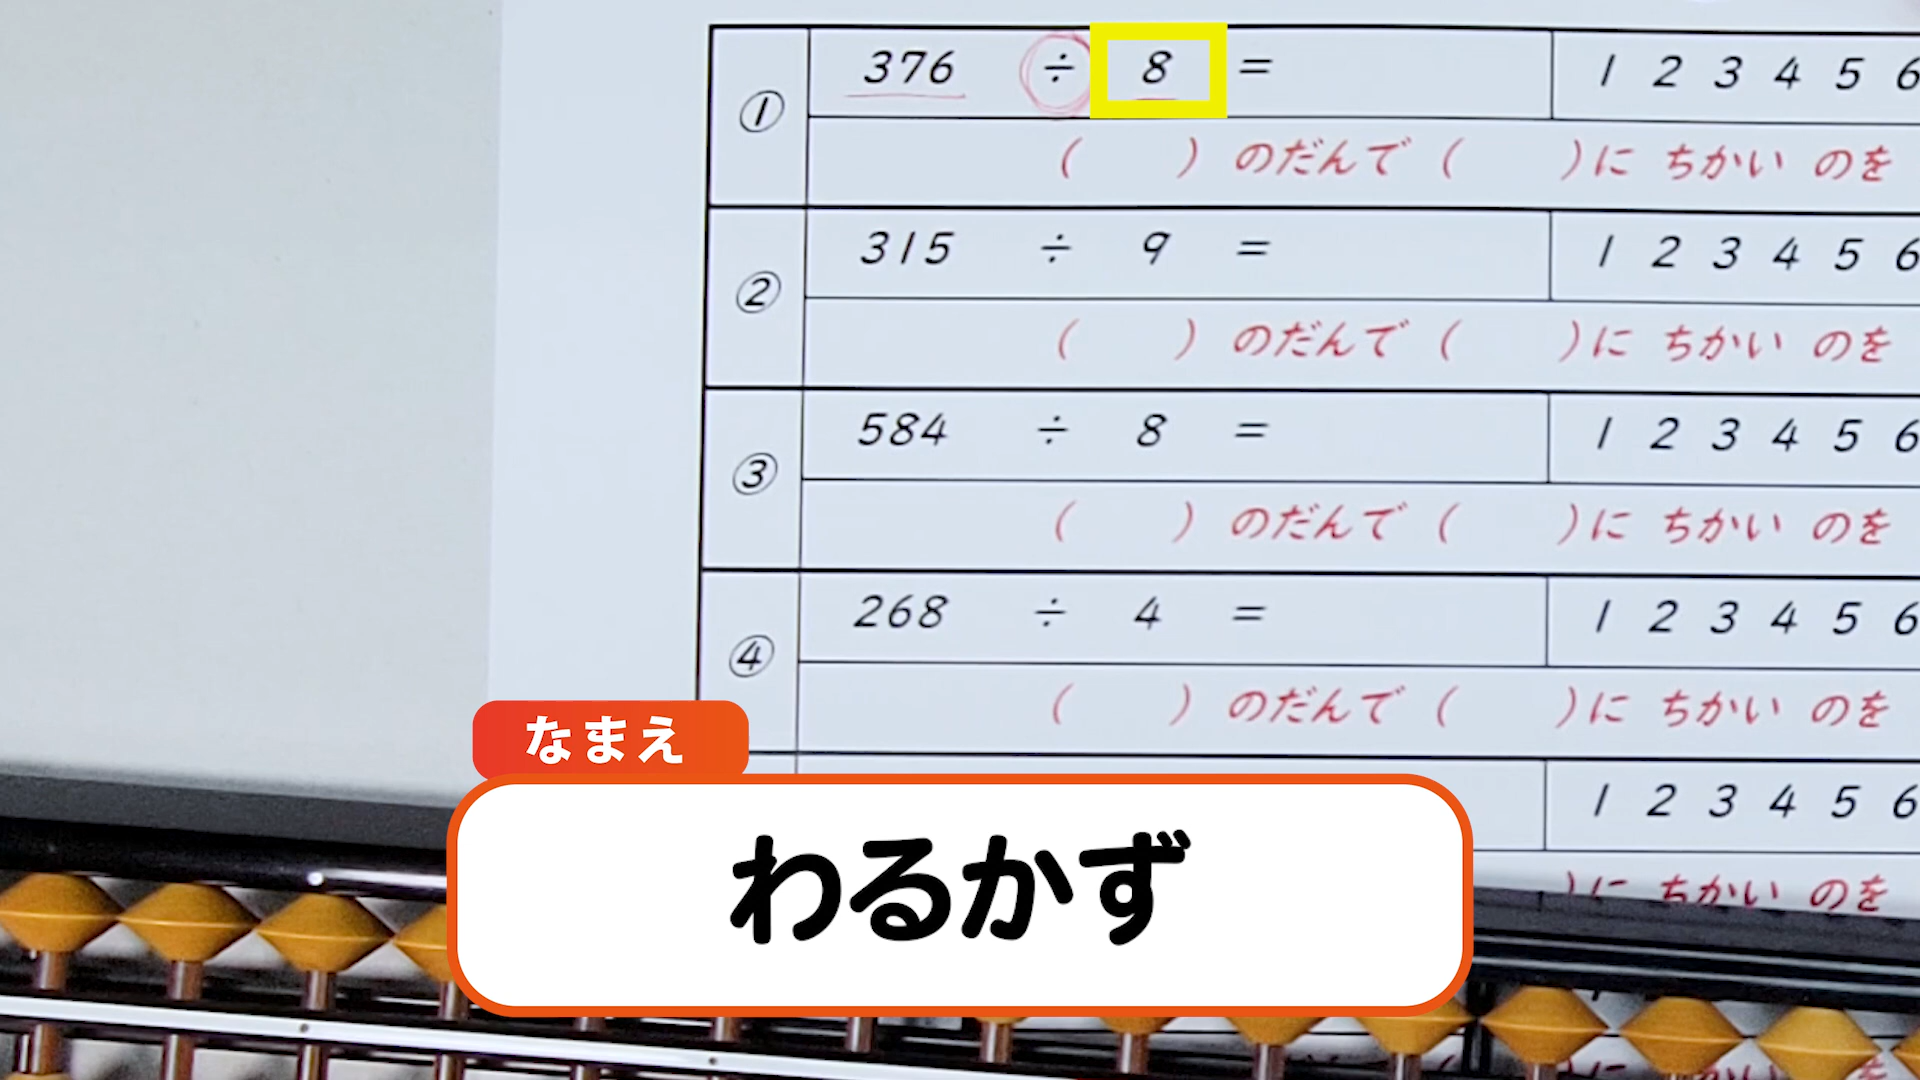 ① 376 ÷ 8 = 1 2 3 4 5 6
( ) のだんで ( )に ちかい のを
② 315 ÷ 9 = 1 2 3 4 5 6
( ) のだんで ( )に ちかい のを
③ 584 ÷ 8 = 1 2 3 4 5 6
( ) のだんで ( )に ちかい のを
④ 268 ÷ 4 = 1 2 3 4 5 6
( ) のだんで ( )に ちかい のを
1 2 3 4 5 6
)に ちかい のを
なまえ
わるかず